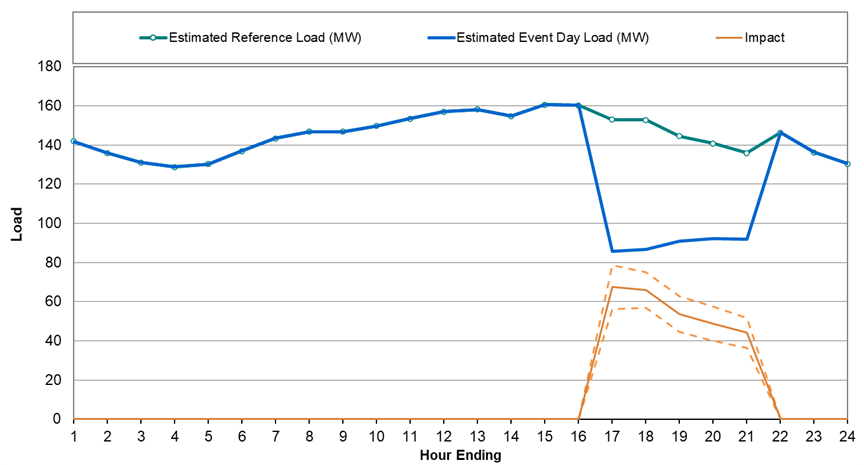 Estimated Reference Load (MW) Estimated Event Day Load (MW) Impact
180
160
140
120
100
80
60
40
20
0
Load
1 2 3 4 5 6 7 8 9 10 11 12 13 14 15 16 17 18 19 20 21 22 23 24
Hour Ending